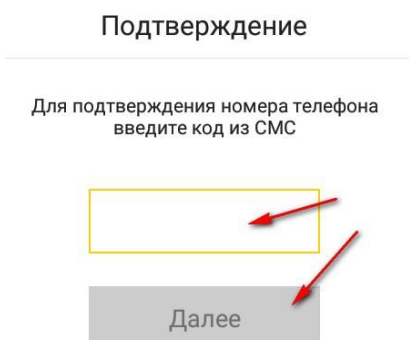 Подтверждение
Для подтверждения номера телефона
введите код из СМС
Далее